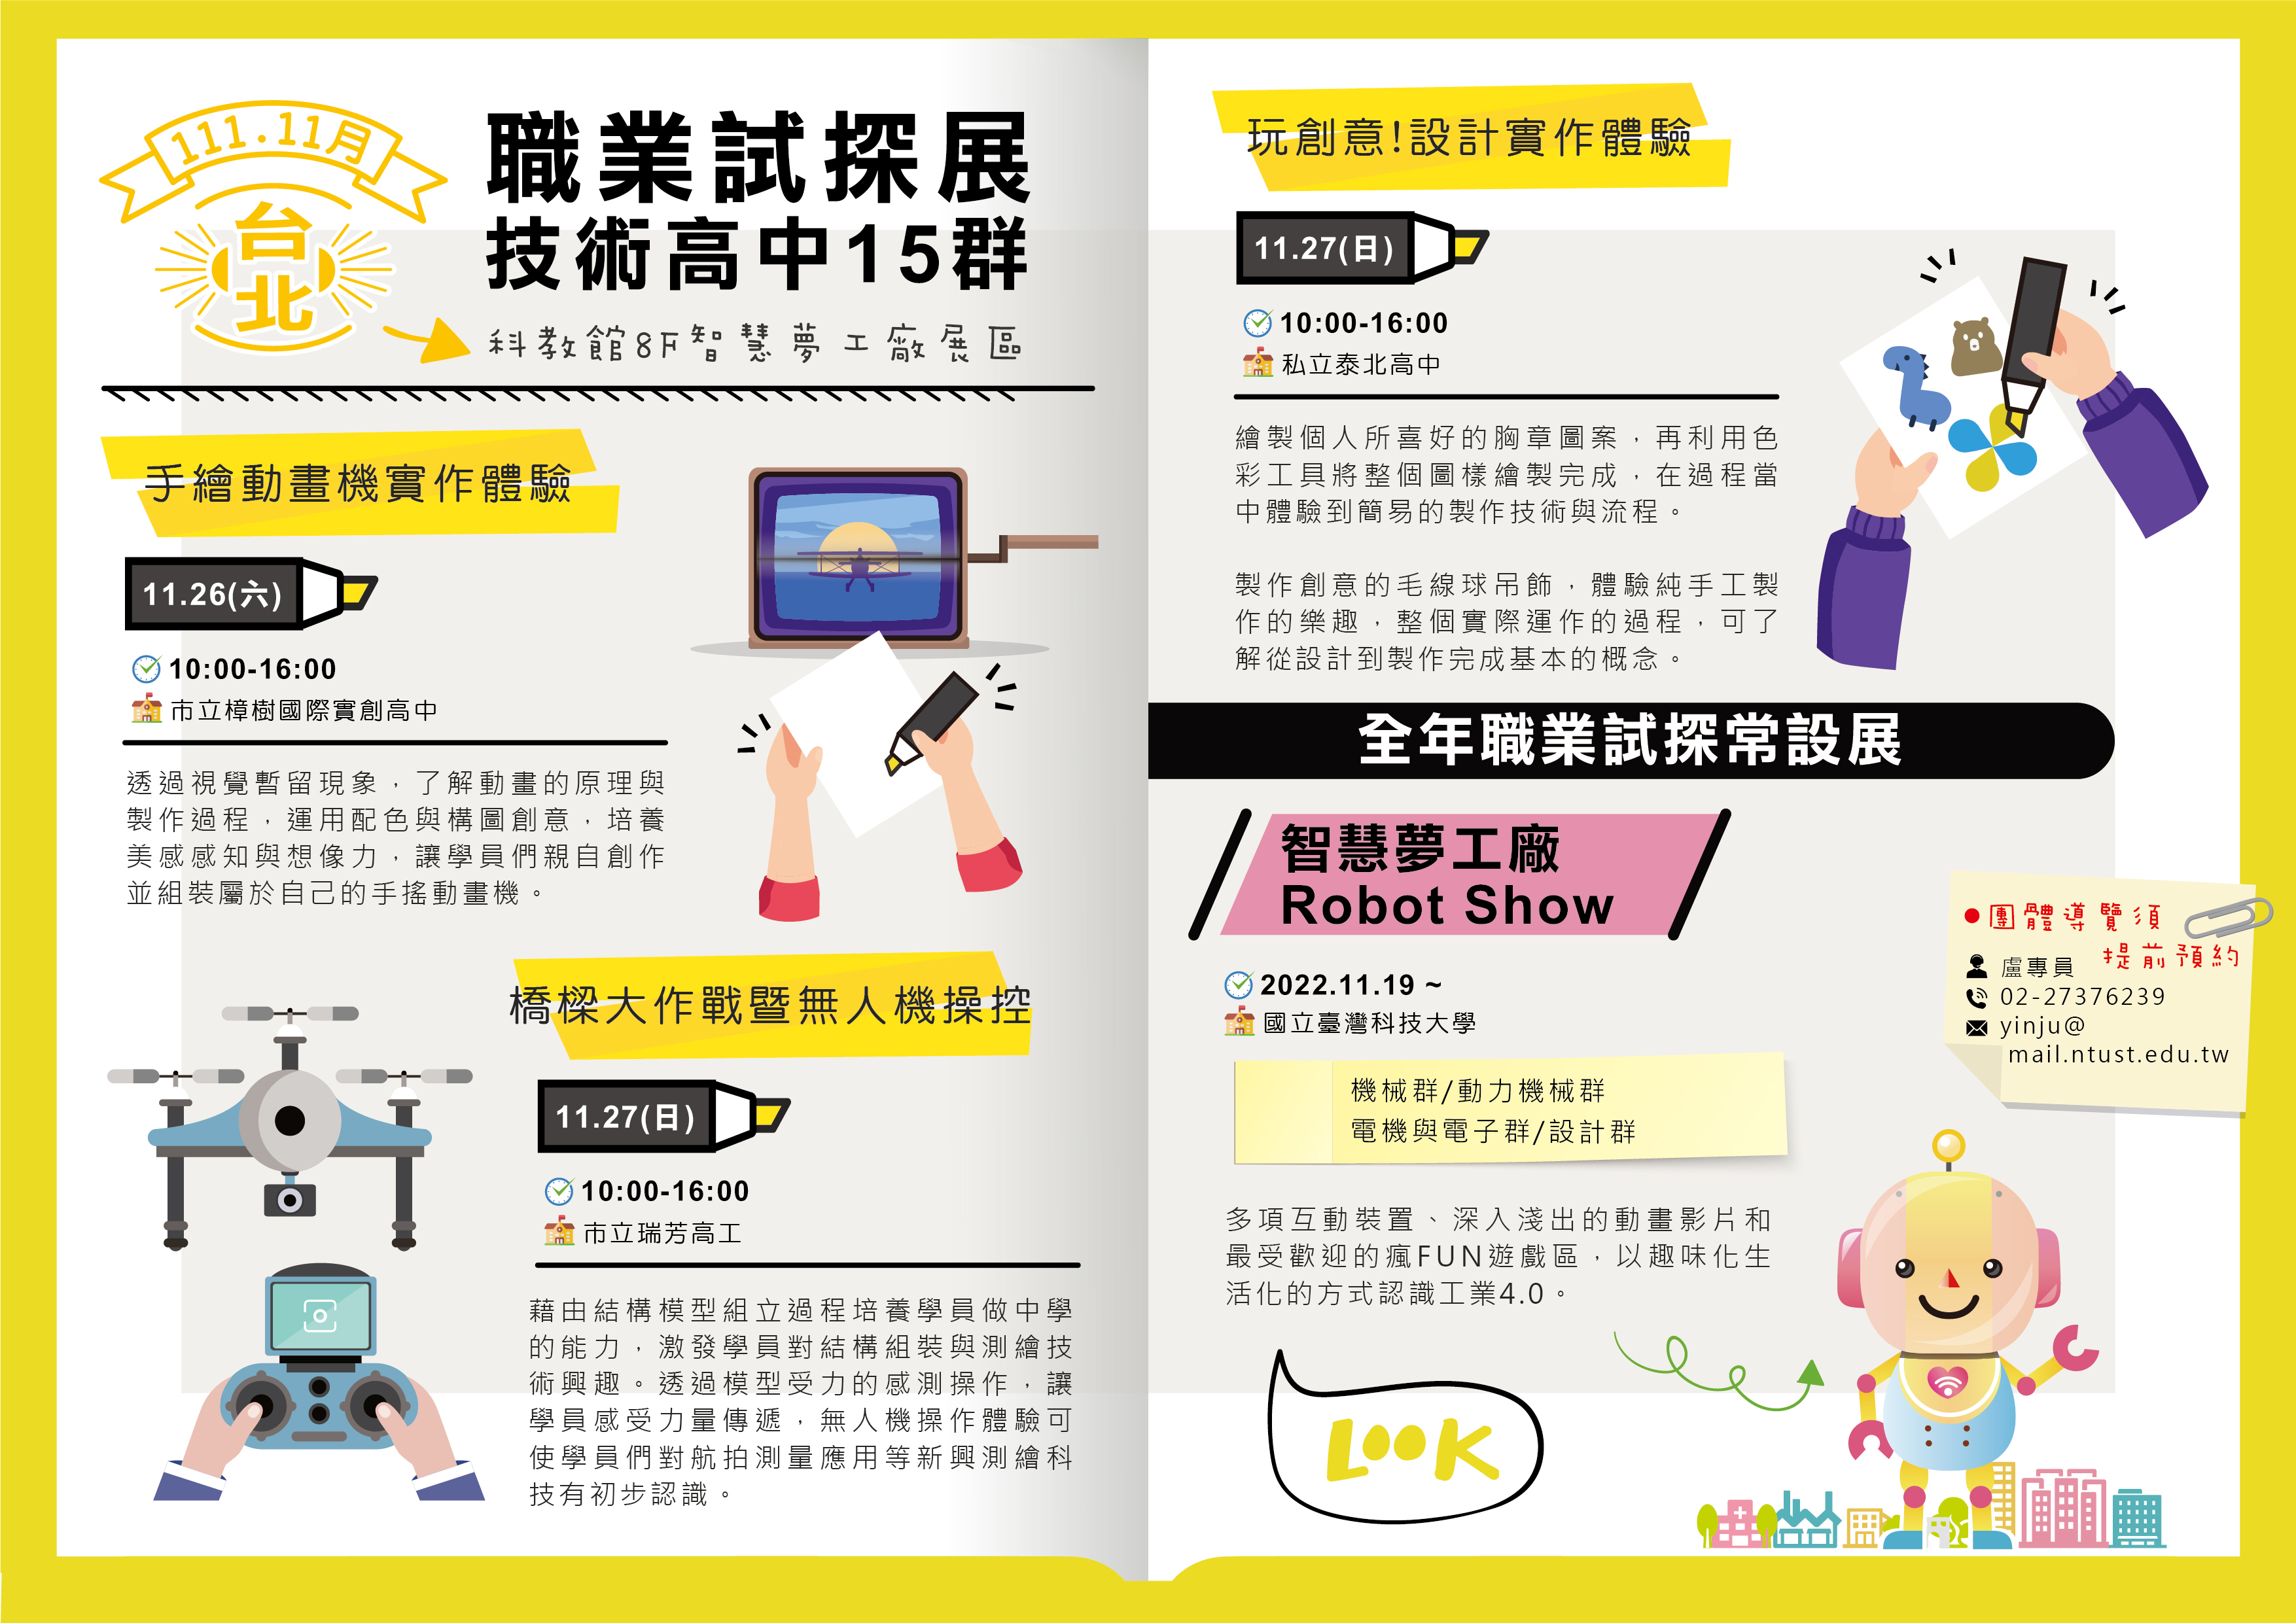 111.11月
台北
職業試探展
技術高中15群
科教館8F智慧夢工廠展區
手繪動畫機實作體驗
11.26(六)
10:00-16:00
市立樟樹國際實創高中
透過視覺暫留現象，了解動畫的原理與
製作過程，運用配色與構圖創意，培養
美感感知與想像力，讓學員們親自創作
並組裝屬於自己的手搖動畫機。
橋樑大作戰暨無人機操控
11.27(日)
10:00-16:00
市立瑞芳高工
藉由結構模型組立過程培養學員做中學
的能力，激發學員對結構組裝與測繪技
術興趣。透過模型受力的感測操作，讓
學員感受力量傳遞，無人機操作體驗可
使學員們對航拍測量應用等新興測繪科
技有初步認識。
玩創意!設計實作體驗
11.27(日)
10:00-16:00
私立泰北高中
繪製個人所喜好的胸章圖案，再利用色
彩工具將整個圖樣繪製完成，在過程當
中體驗到簡易的製作技術與流程。
製作創意的毛線球吊飾，體驗純手工製
作的樂趣，整個實際運作的過程，可了
解從設計到製作完成基本的概念。
全年職業試探常設展
智慧夢工廠
Robot Show
2022.11.19 ~
國立臺灣科技大學
機械群/動力機械群
電機與電子群/設計群
多項互動裝置、深入淺出的動畫影片和
最受歡迎的瘋FUN遊戲區，以趣味化生
活化的方式認識工業4.0。
LOOK
●團體導覽須
提前預約
盧專員
02-27376239
yinju@
mail.ntust.edu.tw